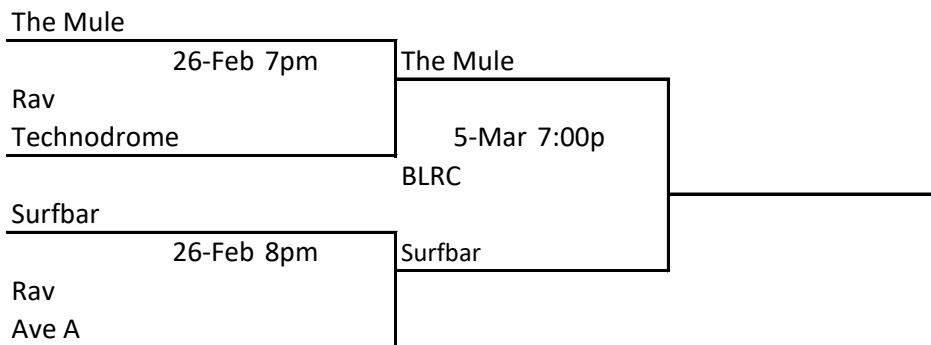 The Mule
26-Feb 7pm
The Mule
Rav
Technodrome
5-Mar 7:00p
BLRC
Surfbar
26-Feb 8pm
Surfbar
Rav
Ave A